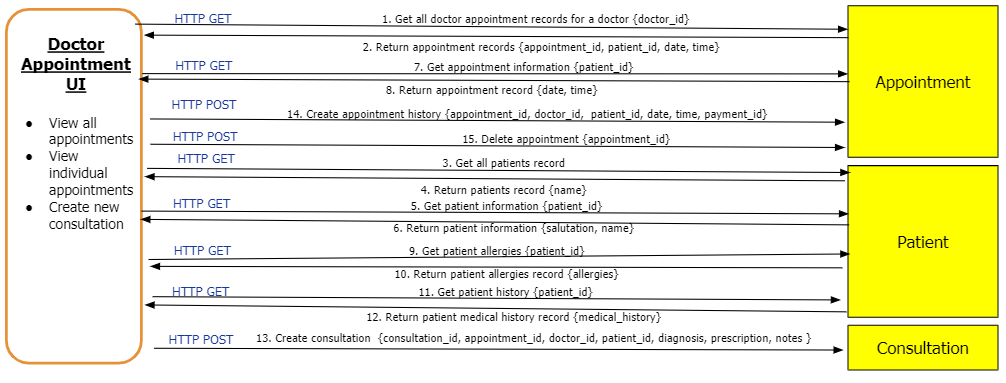 Doctor
Appointment
UI
● View all
appointments
● View
individual
appointments
● Create new
consultation
HTTP GET
1. Get all doctor appointment records for a doctor {doctor_id}
2. Return appointment records {appointment_id, patient_id, date, time}
HTTP GET
7. Get appointment information {patient_id}
8. Return appointment record {date, time}
HTTP POST
14. Create appointment history {appointment_id, doctor_id, patient_id, date, time, payment_id}
HTTP POST
15. Delete appointment {appointment_id}
Appointment
HTTP GET
3. Get all patients record
4. Return patients record {name}
HTTP GET
5. Get patient information {patient_id}
6. Return patient information {salutation, name}
HTTP GET
9. Get patient allergies {patient_id}
10. Return patient allergies record {allergies}
HTTP GET
11. Get patient history {patient_id}
12. Return patient medical history record {medical_history}
Patient
HTTP POST
13. Create consultation {consultation_id, appointment_id, doctor_id, patient_id, diagnosis, prescription, notes }
Consultation